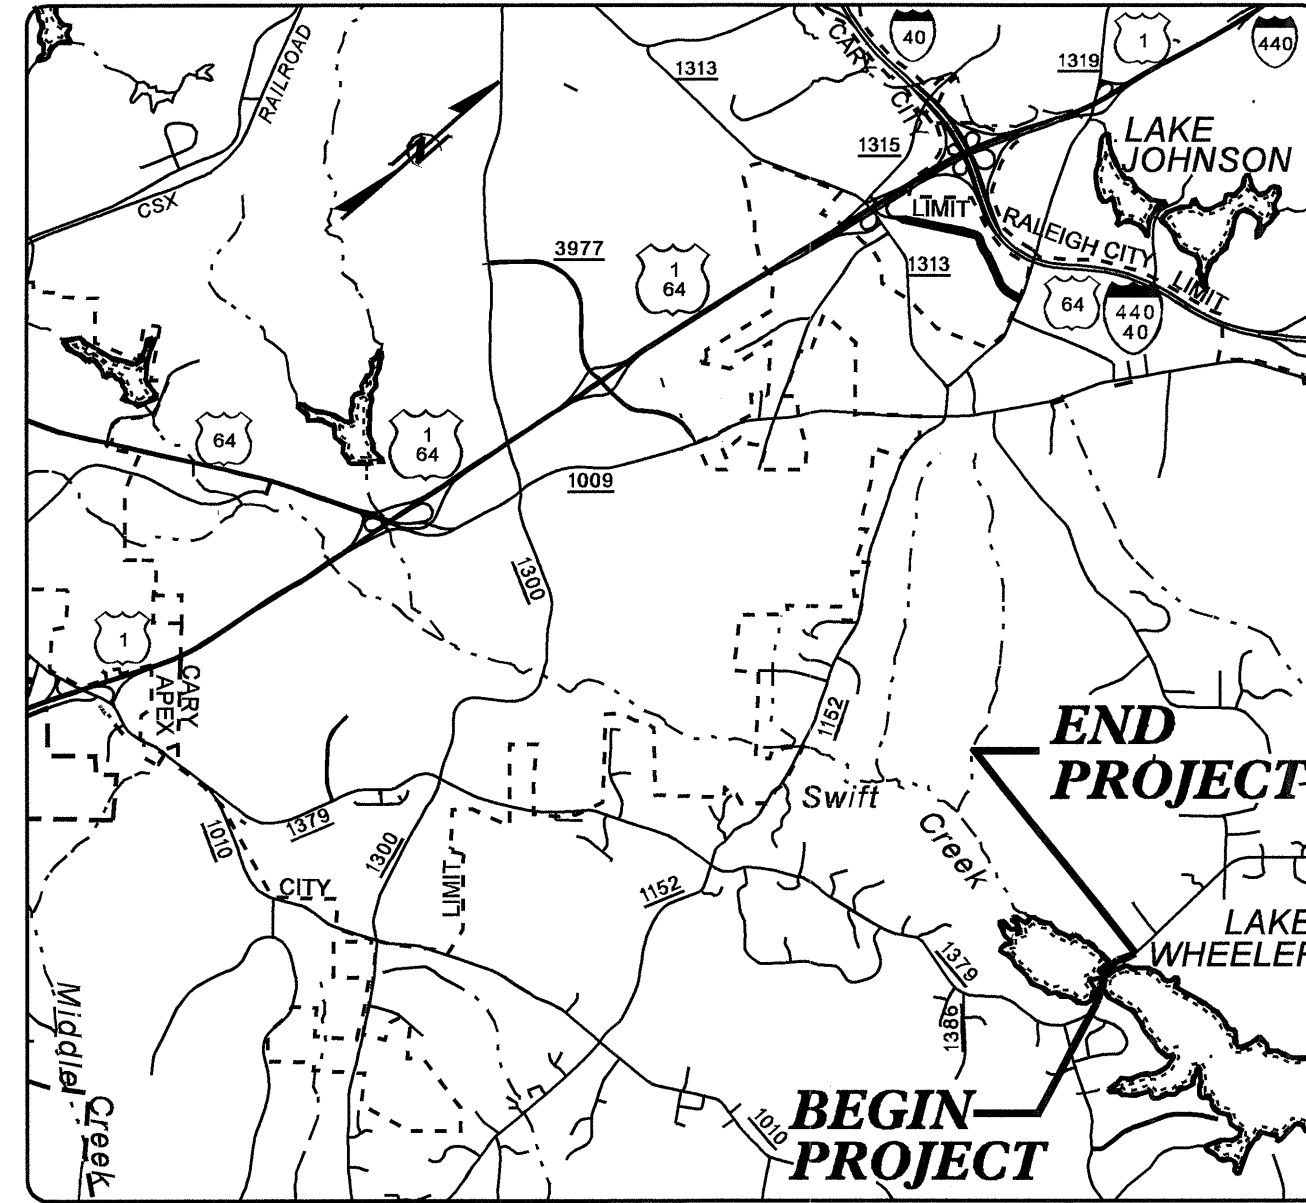 RAILROAD
CSX
1313
CARY
CITY
LIMIT
40
1319
1
440
1315
LAKE
JOHNSON
3977
1
64
1313
RALEIGH CITY
LIMIT
64
440
40
64
1
64
1009
1300
1
CARY
APEX
1152
END
PROJECT
Swift
Creek
1379
1010
1300
LIMIT
CITY
1152
LAKE
WHEELER
1379
1386
Middle
Creek
BEGIN
PROJECT
1010